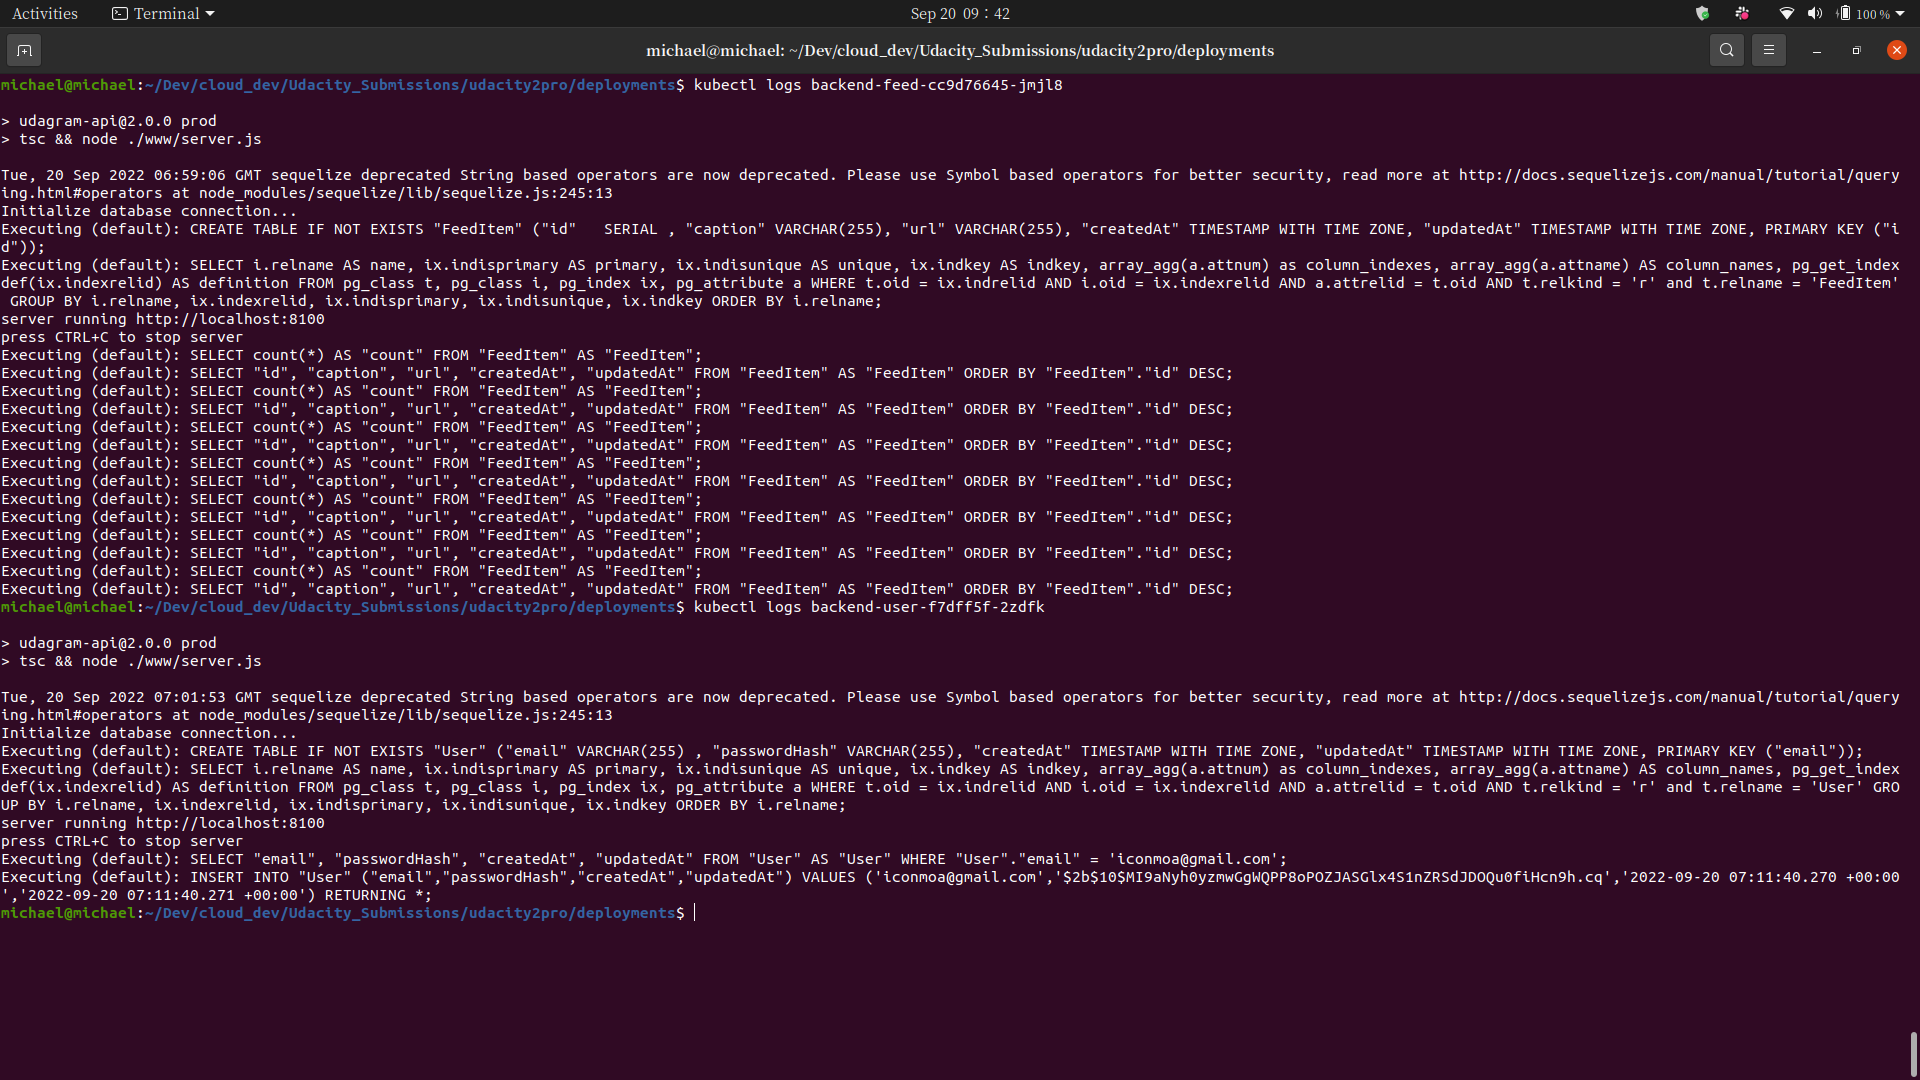 Activities
Terminal
Sep 20 09 : 42
100 %
michael@michael: ~/Dev/cloud_dev/Udacity_Submissions/udacity2pro/deployments
michael@michael:~/Dev/cloud_dev/Udacity_Submissions/udacity2pro/deployments$ kubectl logs backend-feed-cc9d76645-jmjl8
> udagram-api@2.0.0 prod
> tsc && node ./www/server.js
Tue, 20 Sep 2022 06:59:06 GMT sequelize deprecated String based operators are now deprecated. Please use Symbol based operators for better security, read more at http://docs.sequelizejs.com/manual/tutorial/query
ing.html#operators at node_modules/sequelize/lib/sequelize.js:245:13
Initialize database connection...
Executing (default): CREATE TABLE IF NOT EXISTS "FeedItem" ("id"   SERIAL , "caption" VARCHAR(255), "url" VARCHAR(255), "createdAt" TIMESTAMP WITH TIME ZONE, "updatedAt" TIMESTAMP WITH TIME ZONE, PRIMARY KEY ("i
d"));
Executing (default): SELECT i.relname AS name, ix.indisprimary AS primary, ix.indisunique AS unique, ix.indkey AS indkey, array_agg(a.attnum) as column_indexes, array_agg(a.attname) AS column_names, pg_get_index
def(ix.indexrelid) AS definition FROM pg_class t, pg_class i, pg_index ix, pg_attribute a WHERE t.oid = ix.indrelid AND i.oid = ix.indexrelid AND a.attrelid = t.oid AND t.relkind = 'r' and t.relname = 'FeedItem'
 GROUP BY i.relname, ix.indexrelid, ix.indisprimary, ix.indisunique, ix.indkey ORDER BY i.relname;
server running http://localhost:8100
press CTRL+C to stop server
Executing (default): SELECT count(*) AS "count" FROM "FeedItem" AS "FeedItem";
Executing (default): SELECT "id", "caption", "url", "createdAt", "updatedAt" FROM "FeedItem" AS "FeedItem" ORDER BY "FeedItem"."id" DESC;
Executing (default): SELECT count(*) AS "count" FROM "FeedItem" AS "FeedItem";
Executing (default): SELECT "id", "caption", "url", "createdAt", "updatedAt" FROM "FeedItem" AS "FeedItem" ORDER BY "FeedItem"."id" DESC;
Executing (default): SELECT count(*) AS "count" FROM "FeedItem" AS "FeedItem";
Executing (default): SELECT "id", "caption", "url", "createdAt", "updatedAt" FROM "FeedItem" AS "FeedItem" ORDER BY "FeedItem"."id" DESC;
Executing (default): SELECT count(*) AS "count" FROM "FeedItem" AS "FeedItem";
Executing (default): SELECT "id", "caption", "url", "createdAt", "updatedAt" FROM "FeedItem" AS "FeedItem" ORDER BY "FeedItem"."id" DESC;
Executing (default): SELECT count(*) AS "count" FROM "FeedItem" AS "FeedItem";
Executing (default): SELECT "id", "caption", "url", "createdAt", "updatedAt" FROM "FeedItem" AS "FeedItem" ORDER BY "FeedItem"."id" DESC;
Executing (default): SELECT count(*) AS "count" FROM "FeedItem" AS "FeedItem";
Executing (default): SELECT "id", "caption", "url", "createdAt", "updatedAt" FROM "FeedItem" AS "FeedItem" ORDER BY "FeedItem"."id" DESC;
Executing (default): SELECT count(*) AS "count" FROM "FeedItem" AS "FeedItem";
Executing (default): SELECT "id", "caption", "url", "createdAt", "updatedAt" FROM "FeedItem" AS "FeedItem" ORDER BY "FeedItem"."id" DESC;
michael@michael:~/Dev/cloud_dev/Udacity_Submissions/udacity2pro/deployments$ kubectl logs backend-user-f7dff5f-2zdfk
> udagram-api@2.0.0 prod
> tsc && node ./www/server.js
Tue, 20 Sep 2022 07:01:53 GMT sequelize deprecated String based operators are now deprecated. Please use Symbol based operators for better security, read more at http://docs.sequelizejs.com/manual/tutorial/query
ing.html#operators at node_modules/sequelize/lib/sequelize.js:245:13
Initialize database connection...
Executing (default): CREATE TABLE IF NOT EXISTS "User" ("email" VARCHAR(255) , "passwordHash" VARCHAR(255), "createdAt" TIMESTAMP WITH TIME ZONE, "updatedAt" TIMESTAMP WITH TIME ZONE, PRIMARY KEY ("email"));
Executing (default): SELECT i.relname AS name, ix.indisprimary AS primary, ix.indisunique AS unique, ix.indkey AS indkey, array_agg(a.attnum) as column_indexes, array_agg(a.attname) AS column_names, pg_get_index
def(ix.indexrelid) AS definition FROM pg_class t, pg_class i, pg_index ix, pg_attribute a WHERE t.oid = ix.indrelid AND i.oid = ix.indexrelid AND a.attrelid = t.oid AND t.relkind = 'r' and t.relname = 'User' GRO
UP BY i.relname, ix.indexrelid, ix.indisprimary, ix.indisunique, ix.indkey ORDER BY i.relname;
server running http://localhost:8100
press CTRL+C to stop server
Executing (default): SELECT "email", "passwordHash", "createdAt", "updatedAt" FROM "User" AS "User" WHERE "User"."email" = 'iconmoa@gmail.com';
Executing (default): INSERT INTO "User" ("email","passwordHash","createdAt","updatedAt") VALUES ('iconmoa@gmail.com','$2b$10$MI9aNyh0yzmwGgWQPP8oPOZJASGlx4S1nZRSdJDOQu0fiHcn9h.cq','2022-09-20 07:11:40.270 +00:00
','2022-09-20 07:11:40.271 +00:00') RETURNING *;
michael@michael:~/Dev/cloud_dev/Udacity_Submissions/udacity2pro/deployments$